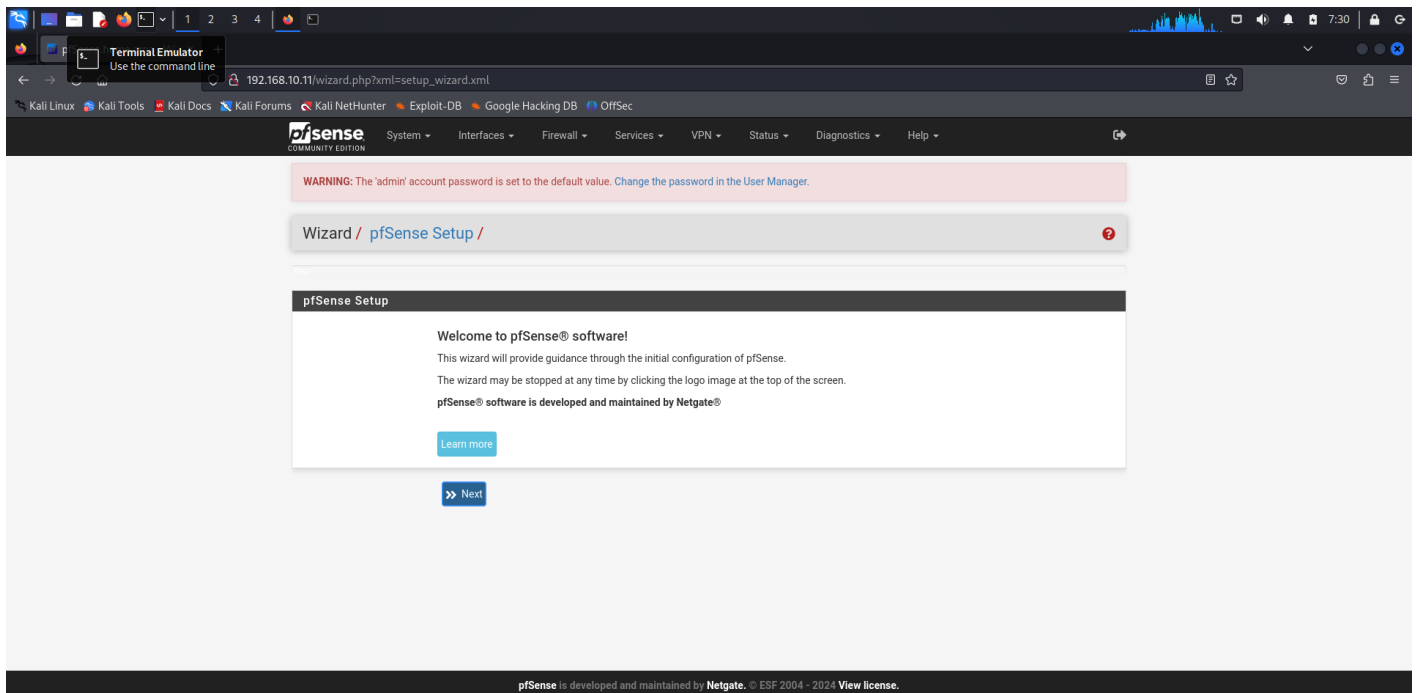 1 2 3 4
7:30
Terminal Emulator
Use the command line
192.168.10.11/wizard.php?xml=setup_wizard.xml
Kali Linux Kali Tools Kali Docs Kali Forums Kali NetHunter Exploit-DB Google Hacking DB OffSec
pfsense System Interfaces Firewall Services VPN Status Diagnostics Help
COMMUNITY EDITION
WARNING: The 'admin' account password is set to the default value. Change the password in the User Manager.
Wizard / pfSense Setup /
pfSense Setup
Welcome to pfSense® software!
This wizard will provide guidance through the initial configuration of pfSense.
The wizard may be stopped at any time by clicking the logo image at the top of the screen.
pfSense® software is developed and maintained by Netgate®
Learn more
Next
pfSense is developed and maintained by Netgate. © ESF 2004 - 2024 View license.